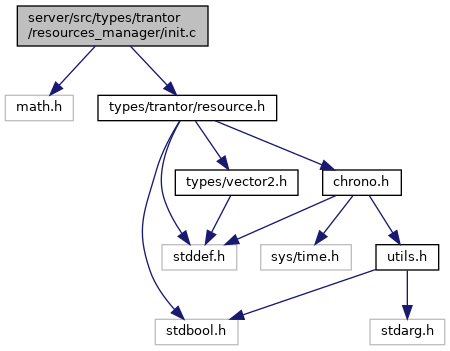 server/src/types/trantor
/resources_manager/init.c
math.h
types/trantor/resource.h
types/vector2.h
chrono.h
stddef.h
sys/time.h
utils.h
stdbool.h
stdarg.h